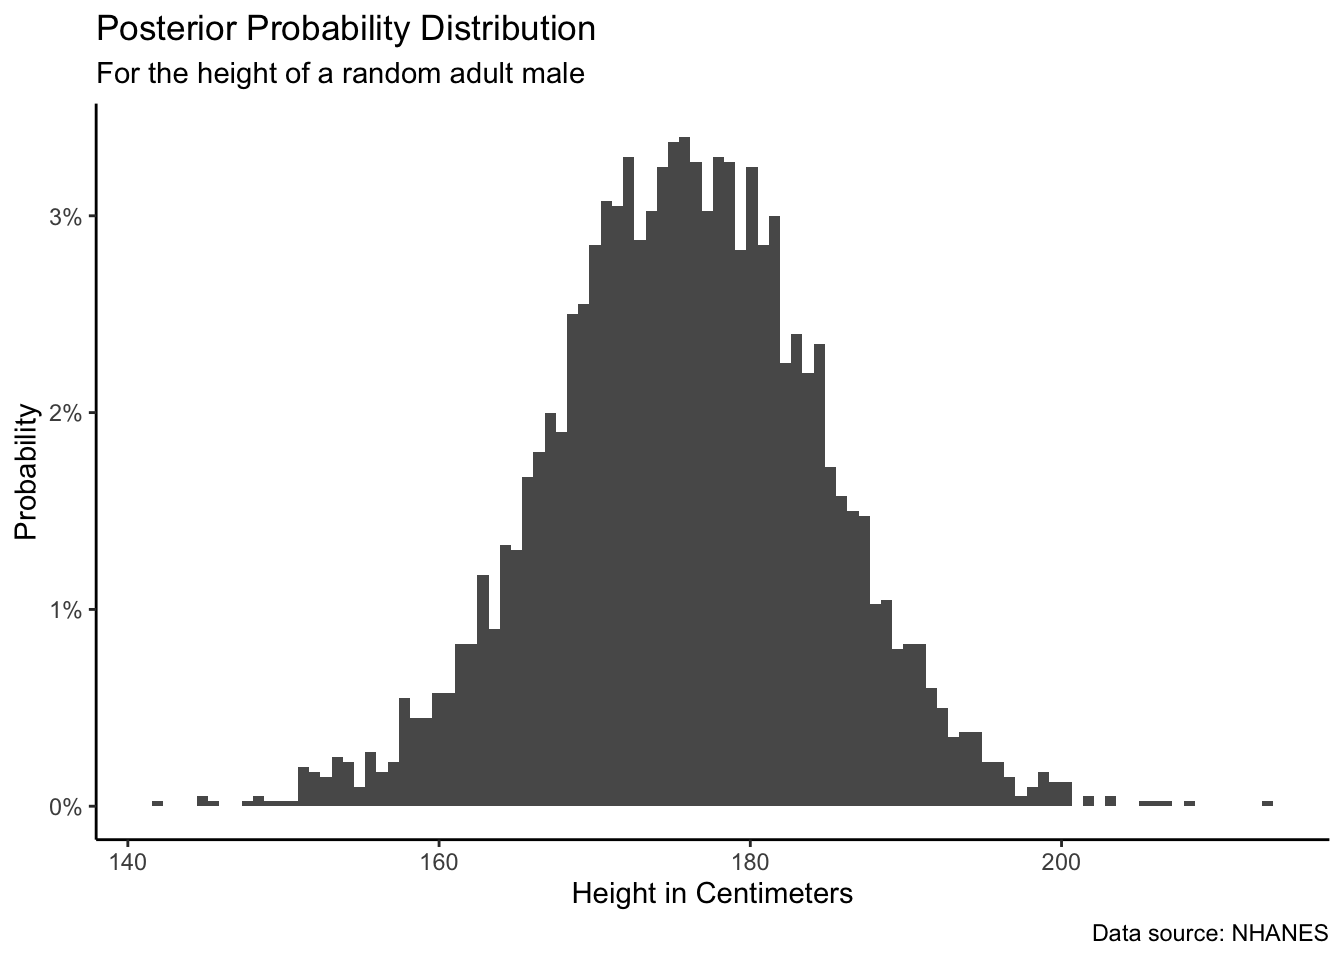 Posterior Probability Distribution
For the height of a random adult male
Probability
3%
2%
1%
0%
140 160 180 200
Height in Centimeters
Data source: NHANES